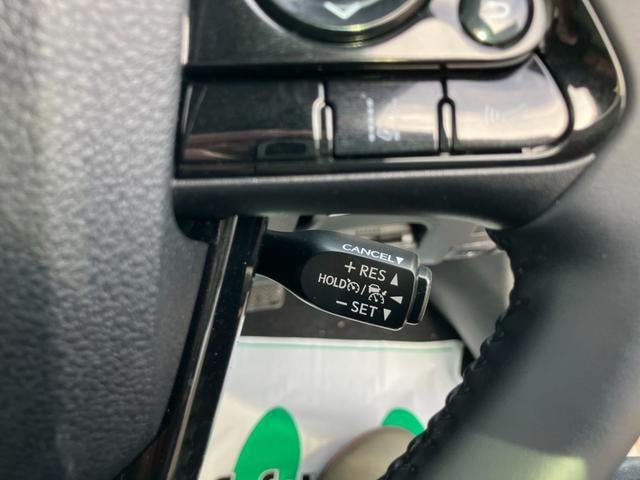 CANCEL▼
+RES▲
HOLD /
−SET▼